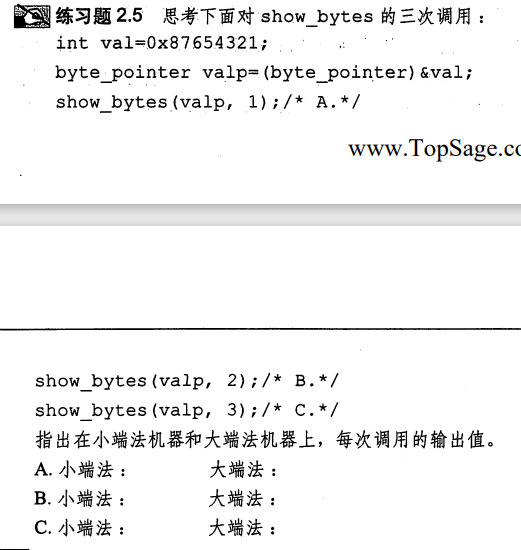 练习题 2.5 思考下面对 show_bytes 的三次调用：
int val=0x87654321;
byte_pointer valp=(byte_pointer)&val;
show_bytes(valp, 1);/* A.*/
www.TopSage.co
show_bytes(valp, 2);/* B.*/
show_bytes(valp, 3);/* C.*/
指出在小端法机器和大端法机器上，每次调用的输出值。
A. 小端法： 大端法：
B. 小端法： 大端法：
C. 小端法： 大端法：